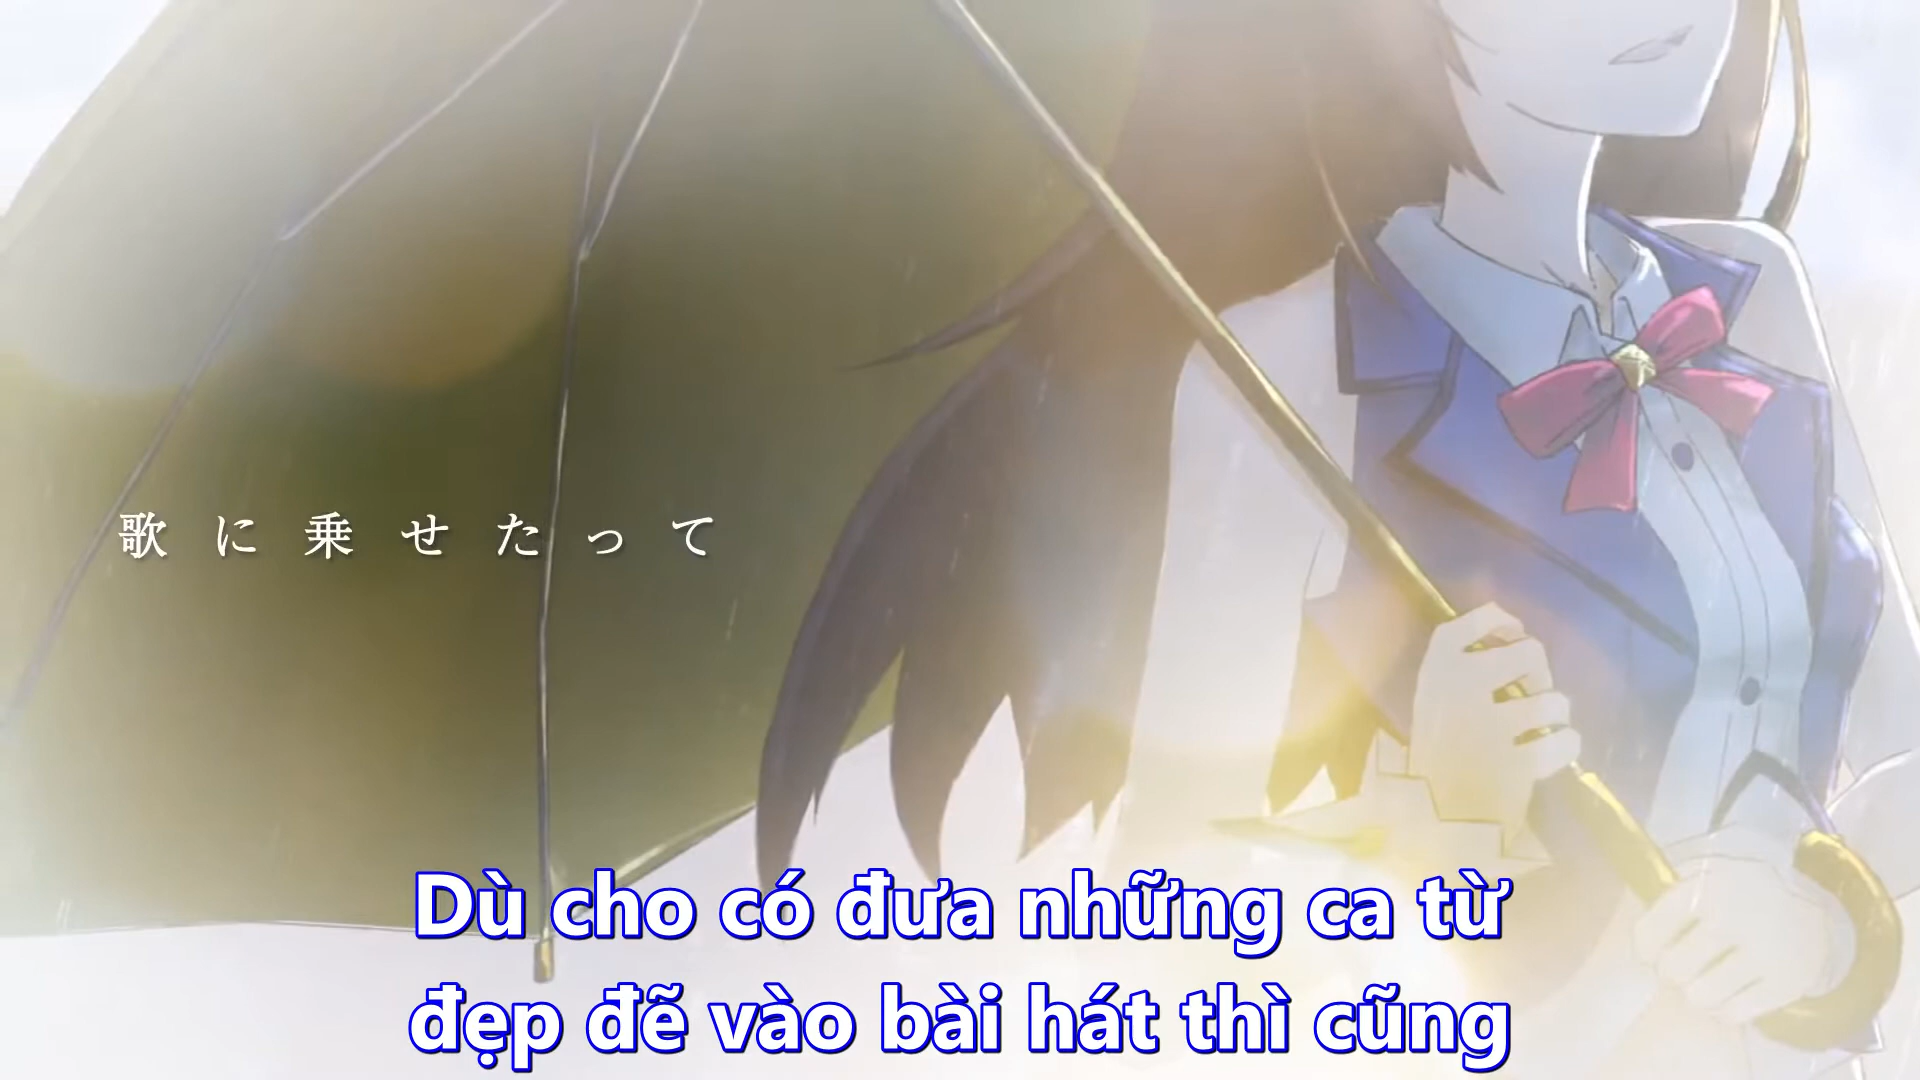 歌に乗せたって
Dù cho có đưa những ca từ
đẹp đẽ vào bài hát thì cũng